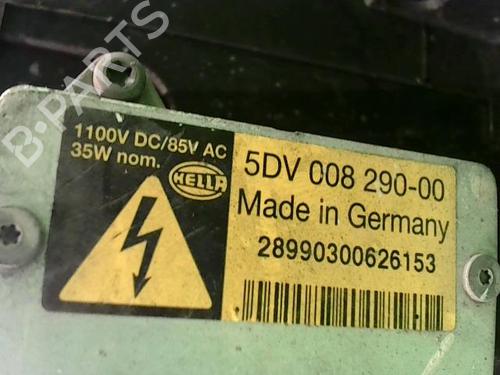 B-PARTS
1100V DC/85V AC
35W nom.
HELLA
5DV 008 290-00
Made in Germany
28990300626153